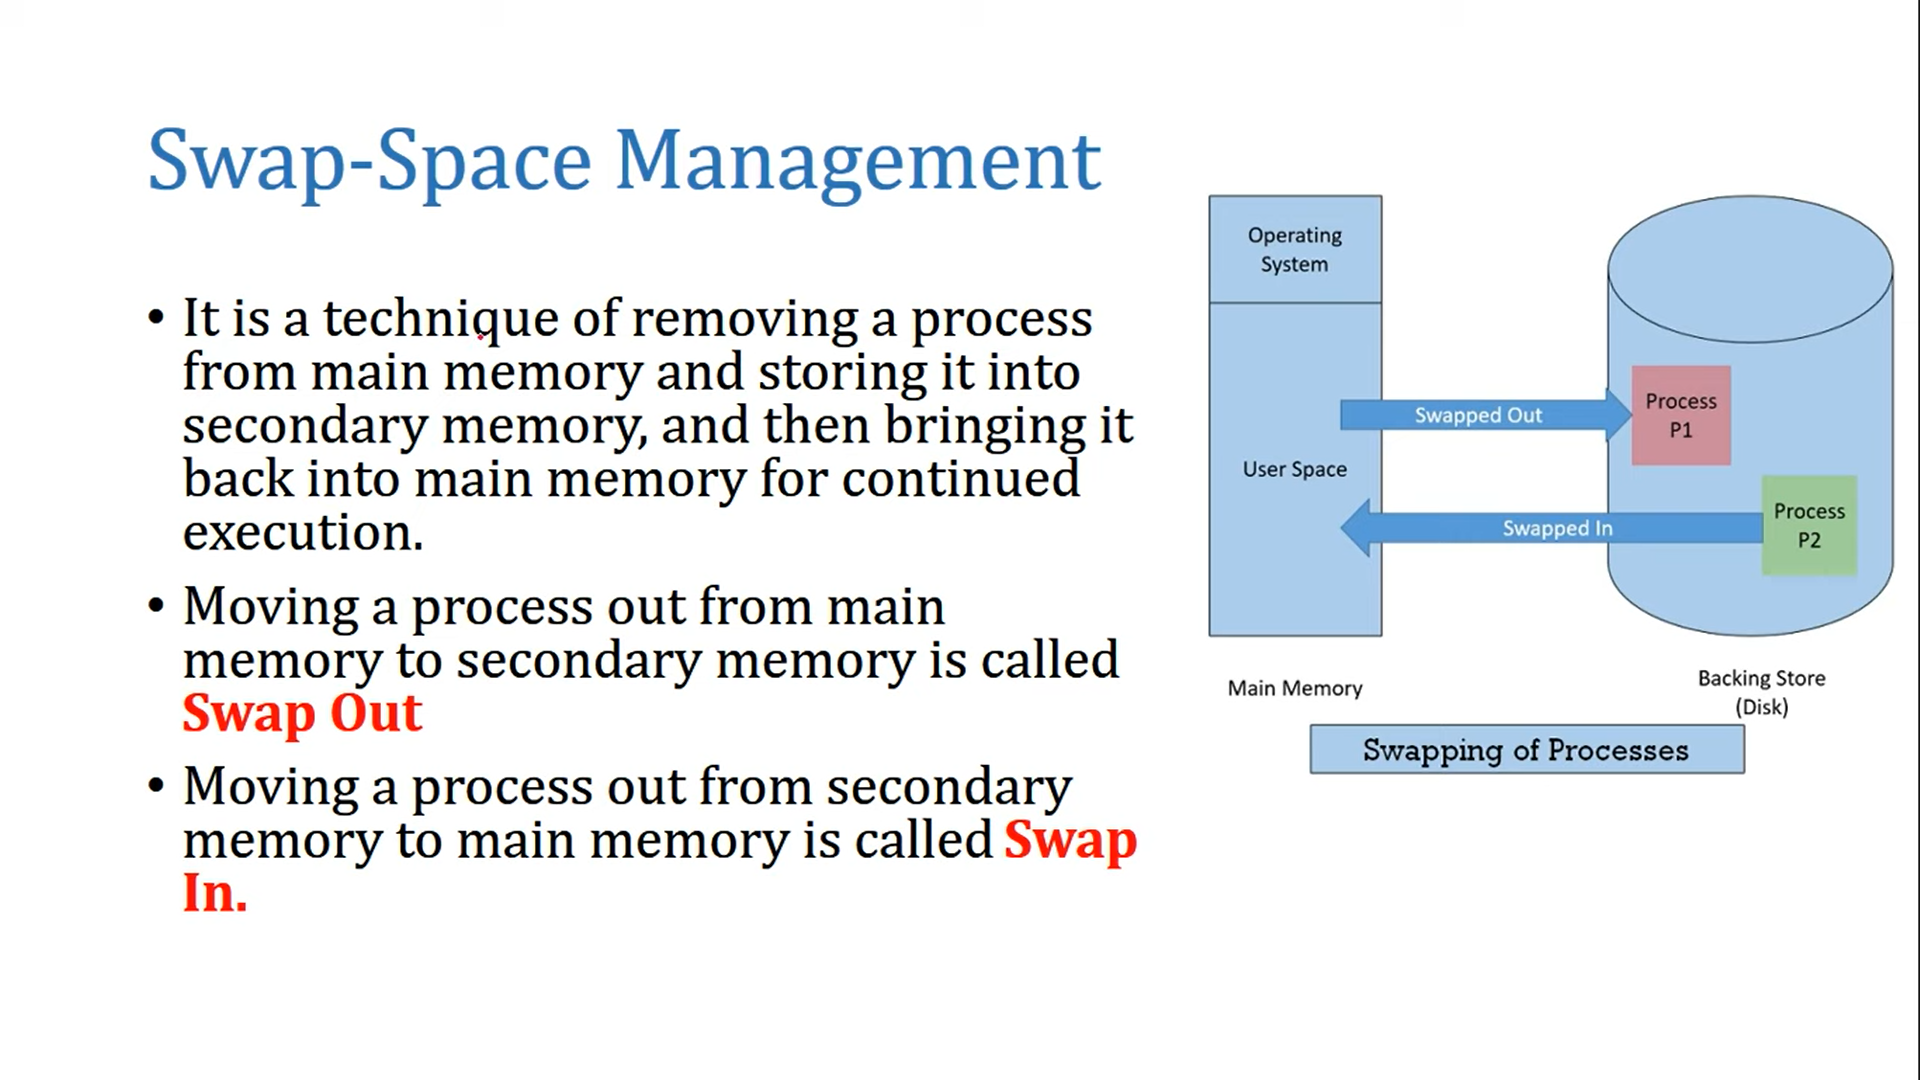 Swap-Space Management
• It is a technique of removing a process
from main memory and storing it into
secondary memory, and then bringing it
back into main memory for continued
execution.
• Moving a process out from main
memory to secondary memory is called
Swap Out
• Moving a process out from secondary
memory to main memory is called Swap
In.
Operating
System
User Space
Main Memory
Swapped Out
Swapped In
Process
P1
Process
P2
Backing Store
(Disk)
Swapping of Processes